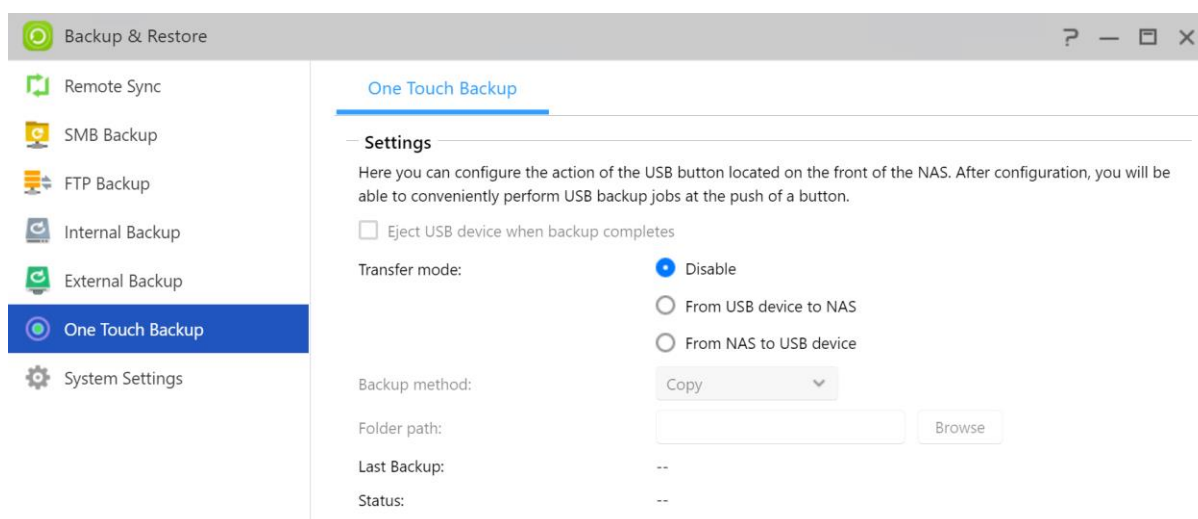 Backup & Restore
?
Remote Sync
SMB Backup
FTP Backup
Internal Backup
External Backup
One Touch Backup
System Settings
One Touch Backup
Settings
Here you can configure the action of the USB button located on the front of the NAS. After configuration, you will be
able to conveniently perform USB backup jobs at the push of a button.
Eject USB device when backup completes
Transfer mode:
Disable
From USB device to NAS
From NAS to USB device
Backup method:
Copy
Folder path:
Browse
Last Backup:
--
Status:
--